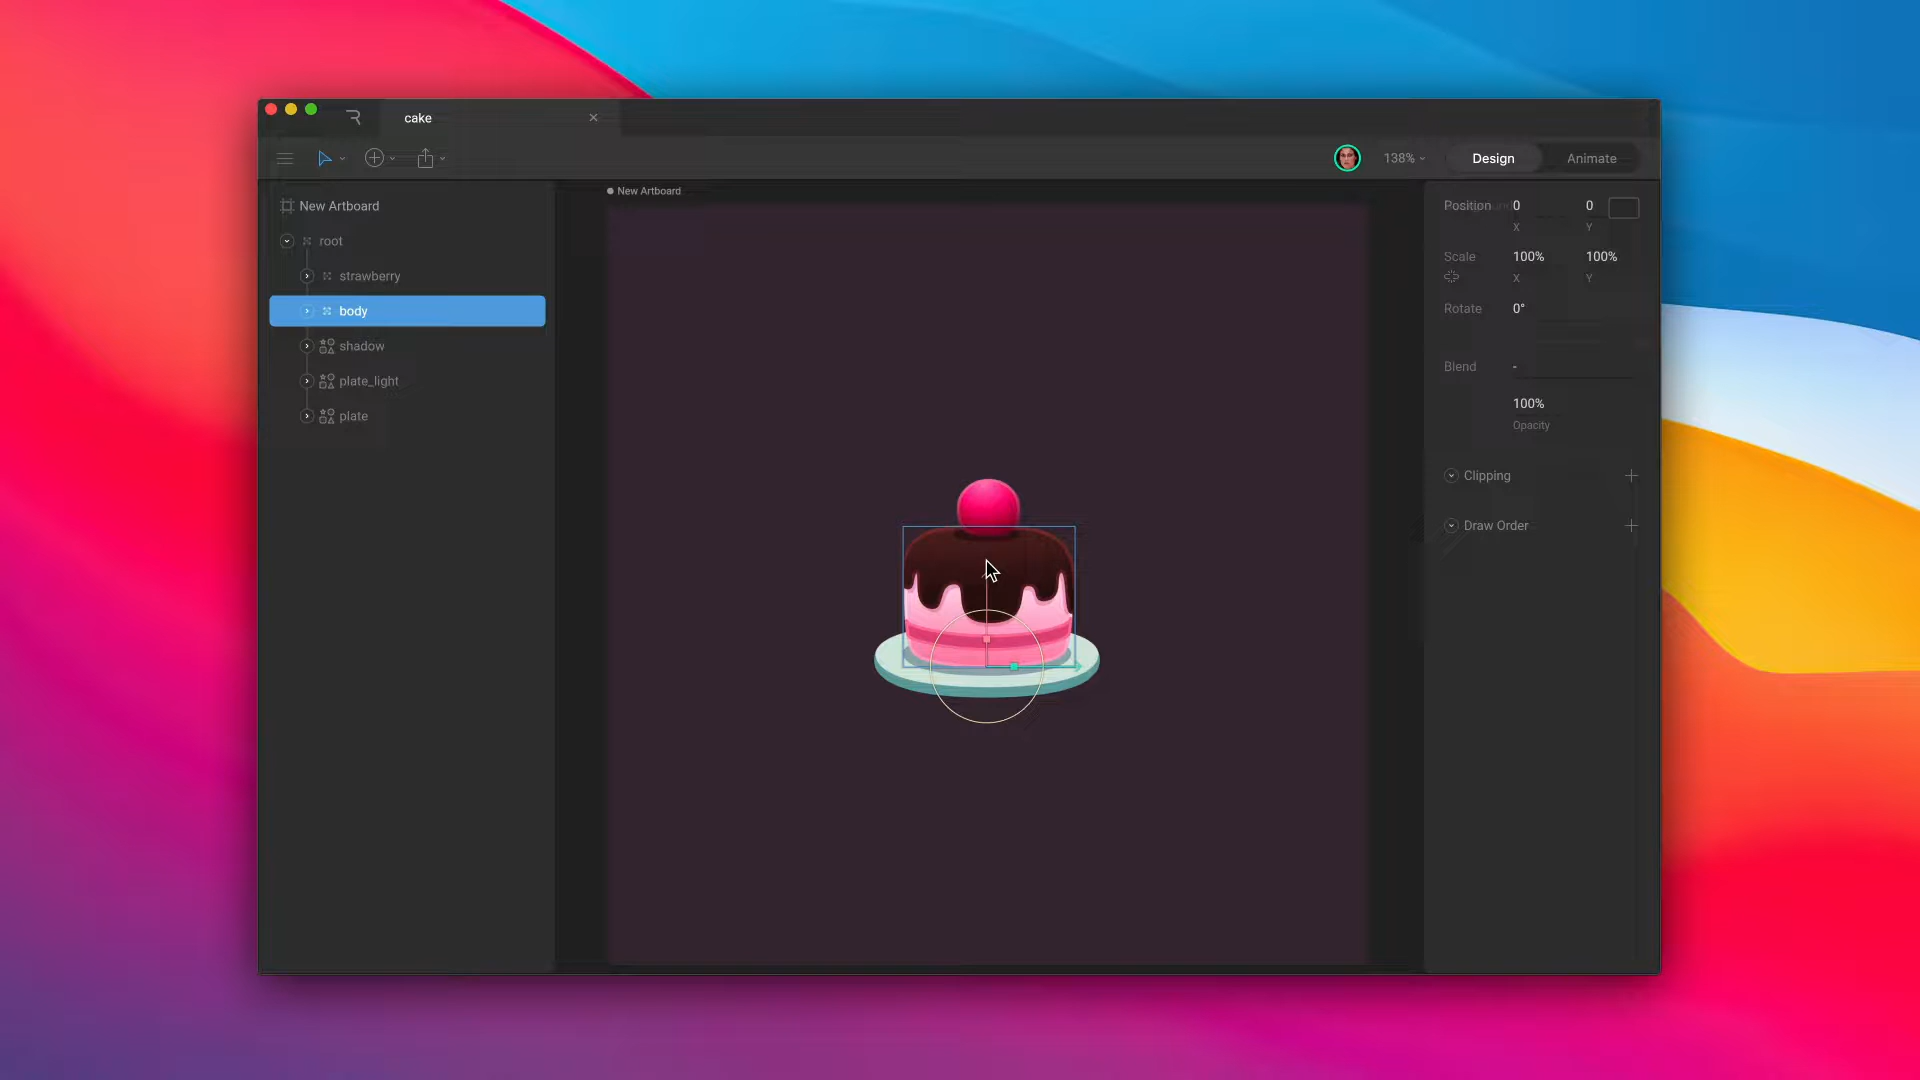 cake
138%
Design
Animate
New Artboard
root
strawberry
body
shadow
plate_light
plate
New Artboard
Position 0 0
X Y
Scale 100% 100%
X Y
Rotate 0°
Blend -
100%
Opacity
Clipping
Draw Order